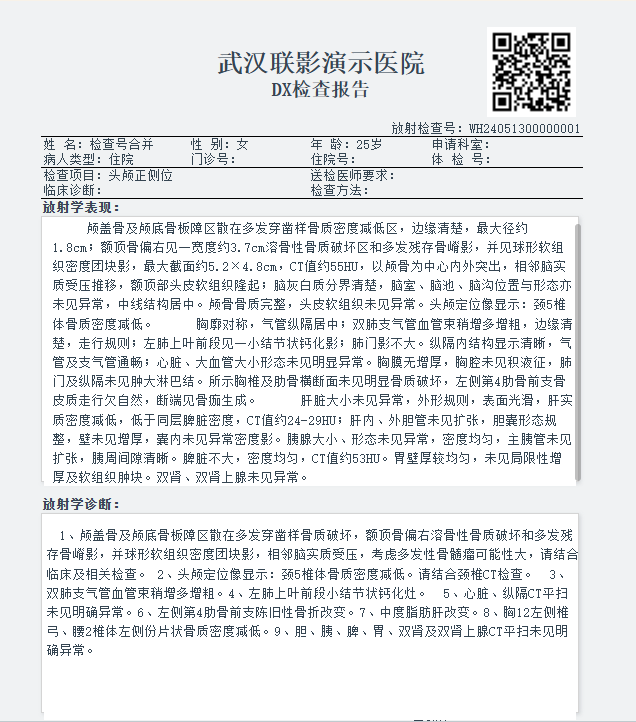 武汉联影演示医院
DX检查报告
放射检查号：WH24051300000001
姓 名：检查号合并 性 别：女 年 龄：25岁 申请科室：
病人类型：住院 门诊号： 住院号： 体 检 号：
检查项目：头颅正侧位 送检医师要求：
临床诊断： 检查方法：
放射学表现：
颅盖骨及颅底骨板障区散在多发穿凿样骨质密度减低区，边缘清楚，最大径约
1.8cm；额顶骨偏右见一宽度约3.7cm溶骨性骨质破坏区和多发残存骨嵴影，并见球形软组
织密度团块影，最大截面约5.2×4.8cm，CT值约55HU，以颅骨为中心内外突出，相邻脑实
质受压推移，额顶部头皮软组织隆起；脑灰白质分界清楚，脑室、脑池、脑沟位置与形态亦
未见异常，中线结构居中。颅骨骨质完整，头皮软组织未见异常。头颅定位像显示：颈5椎
体骨质密度减低。 胸廓对称，气管纵隔居中；双肺支气管血管束稍增多增粗，边缘清
楚，走行规则；左肺上叶前段见一小结节状钙化影；肺门影不大。纵隔内结构显示清晰，气
管及支气管通畅；心脏、大血管大小形态未见明显异常。胸膜无增厚，胸腔未见积液征，肺
门及纵隔未见肿大淋巴结。所示胸椎及肋骨横断面未见明显骨质破坏，左侧第4肋骨前支骨
皮质走行欠自然，断端见骨痂生成。 肝脏大小未见异常，外形规则，表面光滑，肝实
质密度减低，低于同层脾脏密度，CT值约24-29HU；肝内、外胆管未见扩张，胆囊形态规
整，壁未见增厚，囊内未见异常密度影。胰腺大小、形态未见异常，密度均匀，主胰管未见
扩张，胰周间隙清晰。脾脏不大，密度均匀，CT值约53HU。胃壁厚较均匀，未见局限性增
厚及软组织肿块。双肾、双肾上腺未见异常。
放射学诊断：
1、颅盖骨及颅底骨板障区散在多发穿凿样骨质破坏，额顶骨偏右溶骨性骨质破坏和多发残
存骨嵴影，并球形软组织密度团块影，相邻脑实质受压，考虑多发性骨髓瘤可能性大，请结合
临床及相关检查。 2、头颅定位像显示：颈5椎体骨质密度减低。请结合颈椎CT检查。 3、
双肺支气管血管束稍增多增粗。4、左肺上叶前段小结节状钙化灶。 5、心脏、纵隔CT平扫
未见明确异常。6、左侧第4肋骨前支陈旧性骨折改变。7、中度脂肪肝改变。8、胸12左侧椎
弓、腰2椎体左侧份片状骨质密度减低。9、胆、胰、脾、胃、双肾及双肾上腺CT平扫未见明
确异常。